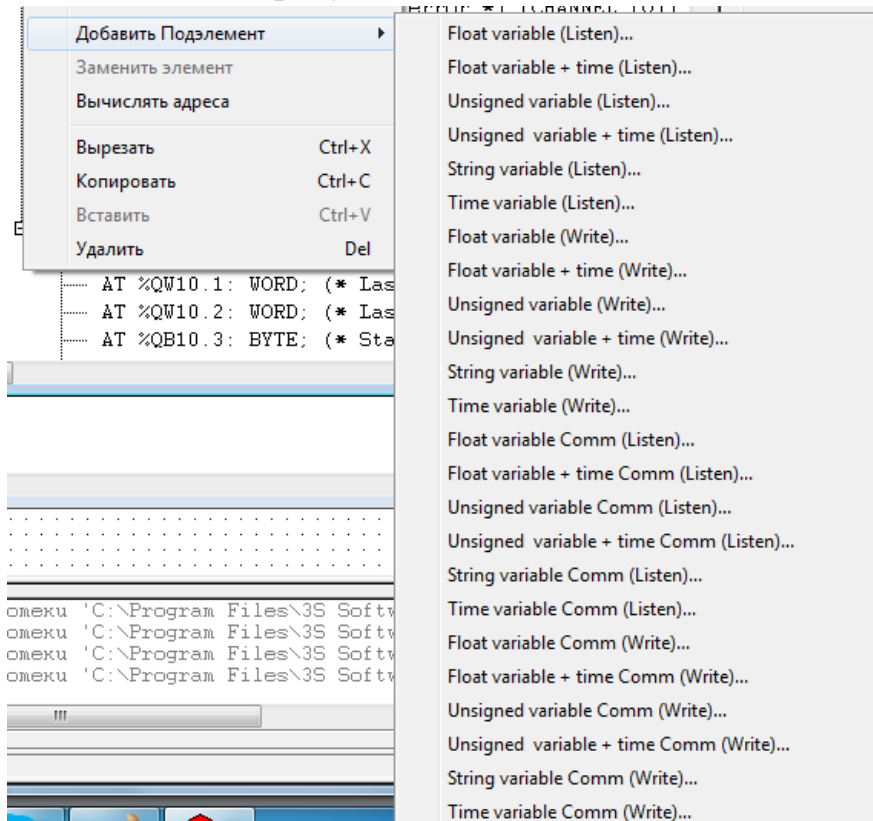 Добавить Подэлемент
Заменить элемент
Вычислять адреса
Вырезать Ctrl+X
Копировать Ctrl+C
Вставить Ctrl+V
Удалить Del
AT %QW10.1: WORD; (* Las
AT %QW10.2: WORD; (* Las
AT %QB10.3: BYTE; (* Sta
омеки 'C:\Program Files\3S Softw
омеки 'C:\Program Files\3S Softw
омеки 'C:\Program Files\3S Softw
омеки 'C:\Program Files\3S Softw
Float variable (Listen)...
Float variable + time (Listen)...
Unsigned variable (Listen)...
Unsigned  variable + time (Listen)...
String variable (Listen)...
Time variable (Listen)...
Float variable (Write)...
Float variable + time (Write)...
Unsigned variable (Write)...
Unsigned  variable + time (Write)...
String variable (Write)...
Time variable (Write)...
Float variable Comm (Listen)...
Float variable + time Comm (Listen)...
Unsigned variable Comm (Listen)...
Unsigned  variable + time Comm (Listen)...
String variable Comm (Listen)...
Time variable Comm (Listen)...
Float variable Comm (Write)...
Float variable + time Comm (Write)...
Unsigned variable Comm (Write)...
Unsigned  variable + time Comm (Write)...
String variable Comm (Write)...
Time variable Comm (Write)...